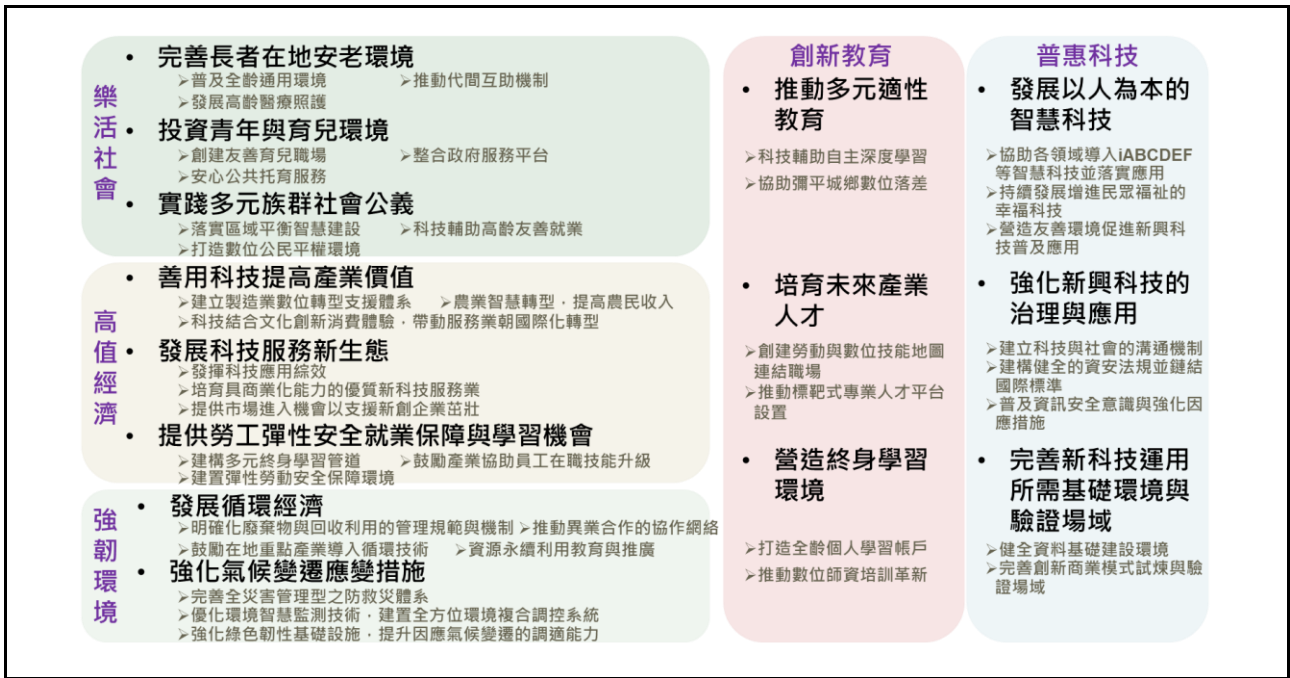 樂活社會
• 完善長者在地安老環境
➢普及全齡通用環境 ➢推動代間互助機制
➢發展高齡醫療照護
• 投資青年與育兒環境
➢創建友善育兒職場 ➢整合政府服務平台
➢安心公共托育服務
• 實踐多元族群社會公義
➢落實區域平衡智慧建設 ➢科技輔助高齡友善就業
➢打造數位公民平權環境
高值經濟
• 善用科技提高產業價值
➢建立製造業數位轉型支援體系 ➢農業智慧轉型，提高農民收入
➢科技結合文化創新消費體驗，帶動服務業朝國際化轉型
• 發展科技服務新生態
➢發揮科技應用綜效
➢培育具商業化能力的優質新科技服務業
➢提供市場進入機會以支援新創企業茁壯
• 提供勞工彈性安全就業保障與學習機會
➢建構多元終身學習管道 ➢鼓勵產業協助員工在職技能升級
➢建置彈性勞動安全保障環境
強韌環境
• 發展循環經濟
➢明確化廢棄物與回收利用的管理規範與機制 ➢推動異業合作的協作網絡
➢鼓勵在地重點產業導入循環技術 ➢資源永續利用教育與推廣
• 強化氣候變遷應變措施
➢完善全災害管理型之防救災體系
➢優化環境智慧監測技術，建置全方位環境複合調控系統
➢強化綠色韌性基礎設施，提升因應氣候變遷的調適能力
創新教育
• 推動多元適性
教育
➢科技輔助自主深度學習
➢協助彌平城鄉數位落差
• 培育未來產業
人才
➢創建勞動與數位技能地圖
連結職場
➢推動標靶式專業人才平台
設置
• 營造終身學習
環境
➢打造全齡個人學習帳戶
➢推動數位師資培訓革新
普惠科技
• 發展以人為本的
智慧科技
➢協助各領域導入iABCDEF
等智慧科技並落實應用
➢持續發展增進民眾福祉的
幸福科技
➢營造友善環境促進新興科
技普及應用
• 強化新興科技的
治理與應用
➢建立科技與社會的溝通機制
➢建構健全的資安法規並鏈結
國際標準
➢普及資訊安全意識與強化因
應措施
• 完善新科技運用
所需基礎環境與
驗證場域
➢健全資料基礎建設環境
➢完善創新商業模式試煉與驗
證場域